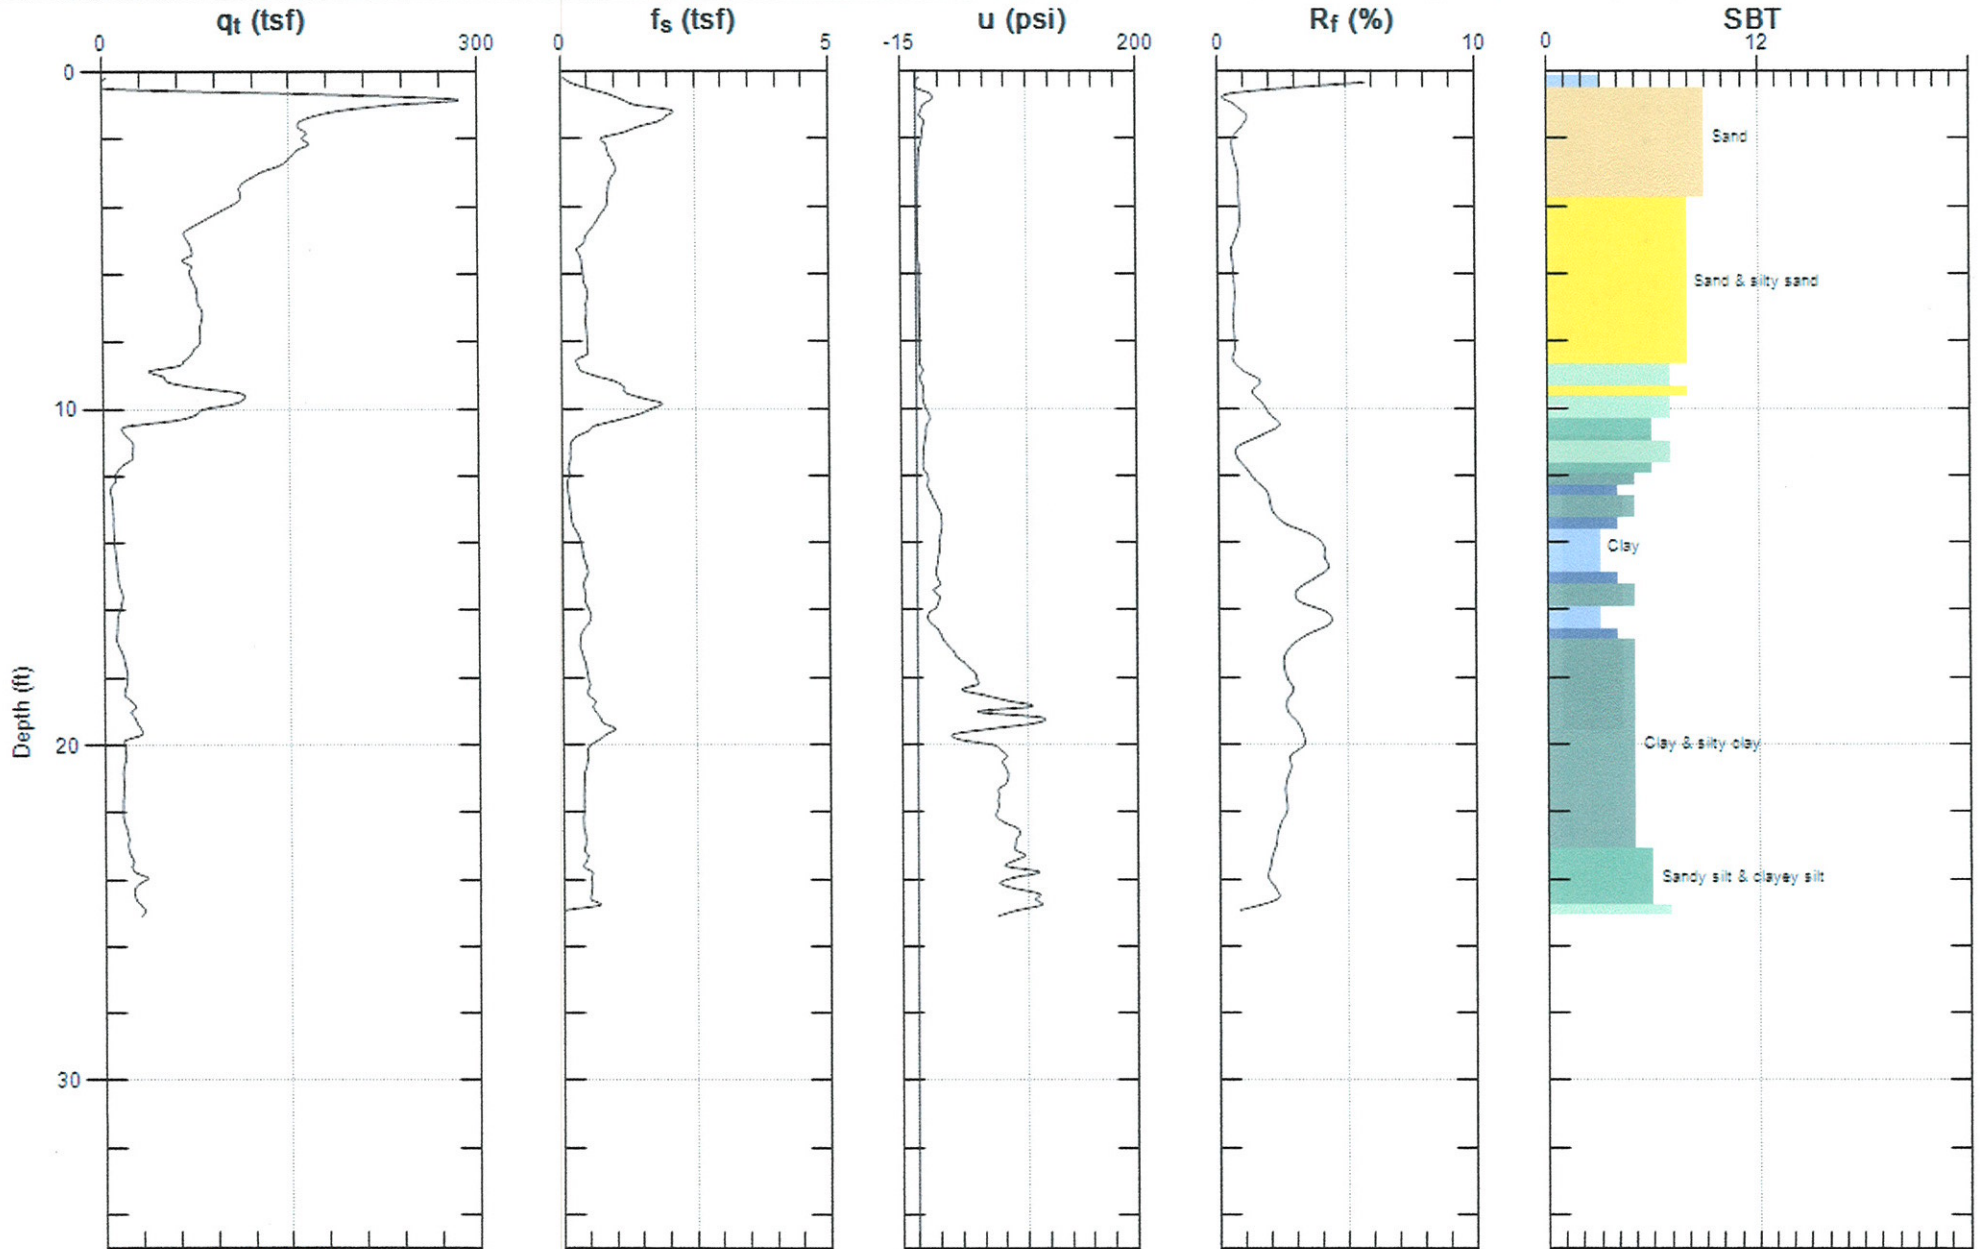 qt (tsf) fs (tsf) u (psi) Rf (%) SBT
0 300 0 5 -15 200 0 10 0 12
0
Sand
Sand & silty sand
10
Clay
Depth (ft)
20
Clay & silty clay
Sandy silt & clayey silt
30